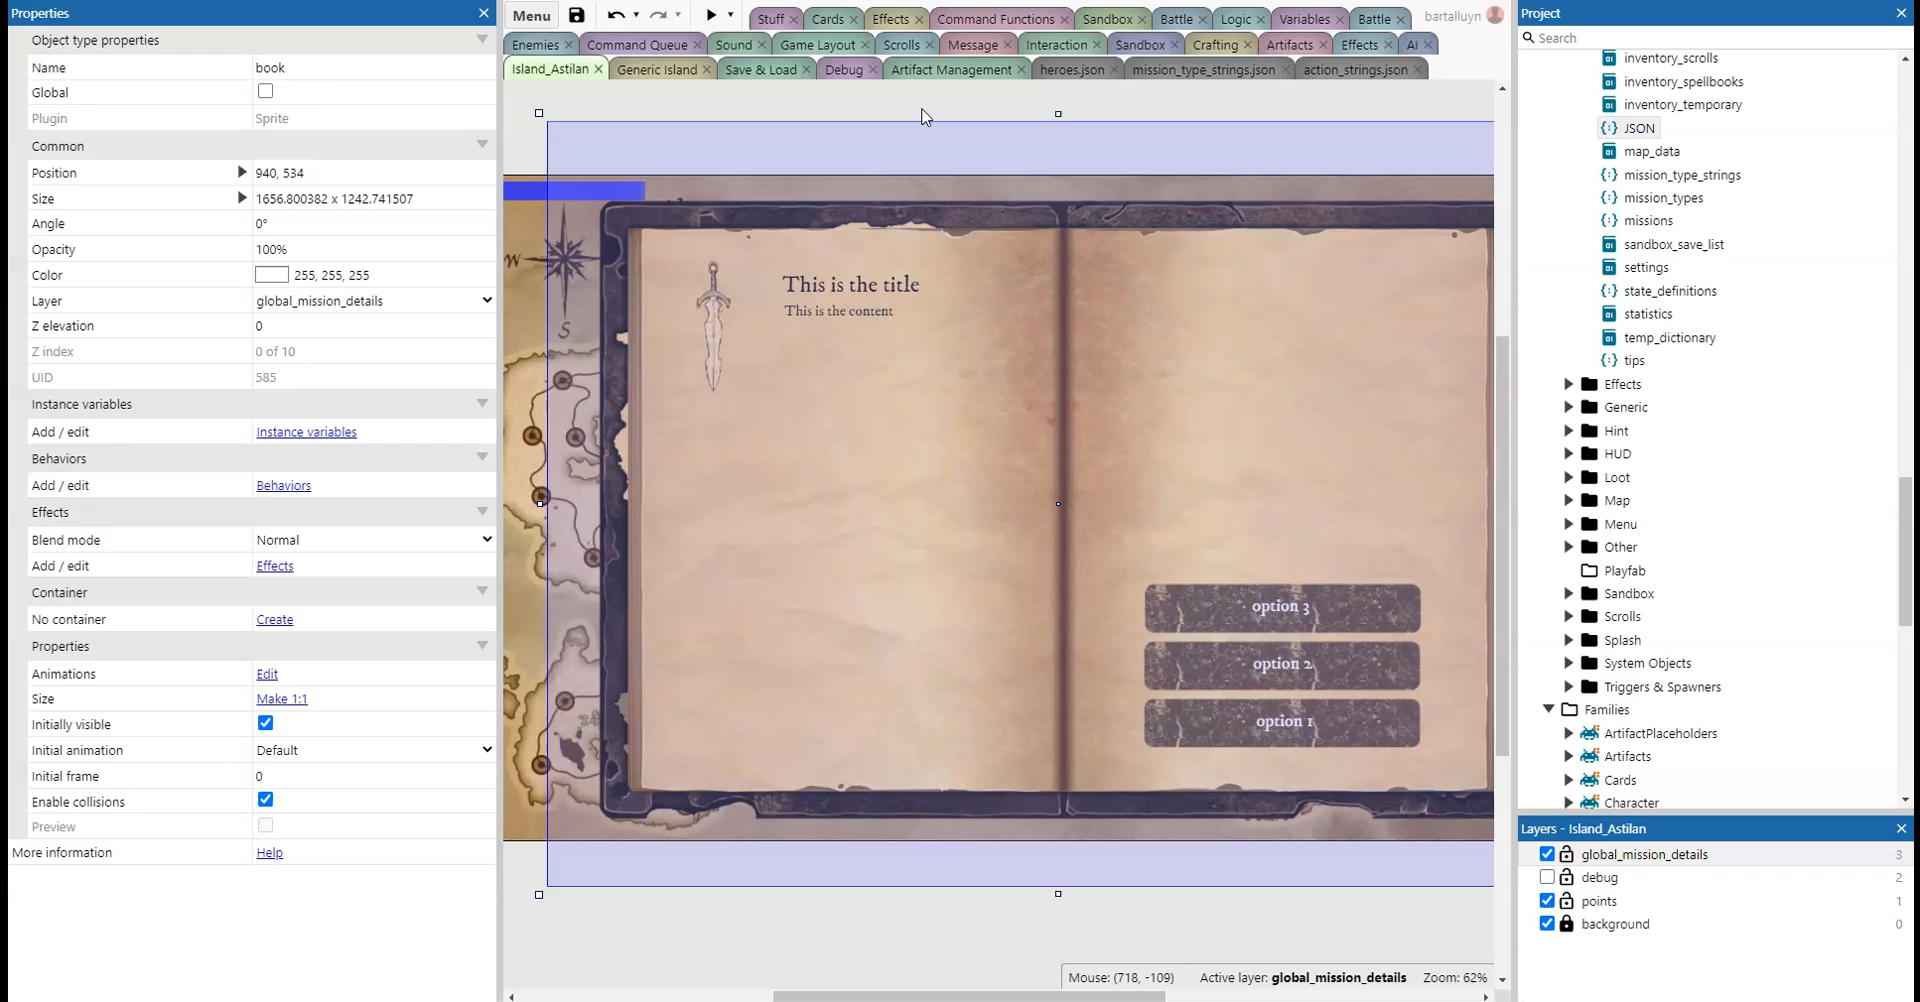 Properties
Object type properties
Name book
Global
Plugin Sprite
Common
Position 940, 534
Size 1656.800382 x 1242.741507
Angle 0°
Opacity 100%
Color 255, 255, 255
Layer global_mission_details
Z elevation 0
Z index 0 of 10
UID 585
Instance variables
Add / edit Instance variables
Behaviors
Add / edit Behaviors
Effects
Blend mode Normal
Add / edit Effects
Container
No container Create
Properties
Animations Edit
Size Make 1:1
Initially visible
Initial animation Default
Initial frame 0
Enable collisions
Preview
More information Help
Menu
Stuff Cards Effects Command Functions Sandbox Battle Logic Variables Battle bartalluyn
Enemies Command Queue Sound Game Layout Scrolls Message Interaction Sandbox Crafting Artifacts Effects AI
Island_Astilan Generic Island Save & Load Debug Artifact Management heroes.json mission_type_strings.json action_strings.json
W
S
This is the title
This is the content
option 3
option 2
option 1
Mouse: (718, -109) Active layer: global_mission_details Zoom: 62%
Project
Search
inventory_scrolls
inventory_spellbooks
inventory_temporary
JSON
map_data
mission_type_strings
mission_types
missions
sandbox_save_list
settings
state_definitions
statistics
temp_dictionary
tips
Effects
Generic
Hint
HUD
Loot
Map
Menu
Other
Playfab
Sandbox
Scrolls
Splash
System Objects
Triggers & Spawners
Families
ArtifactPlaceholders
Artifacts
Cards
Character
Layers - Island_Astilan
global_mission_details 3
debug 2
points 1
background 0